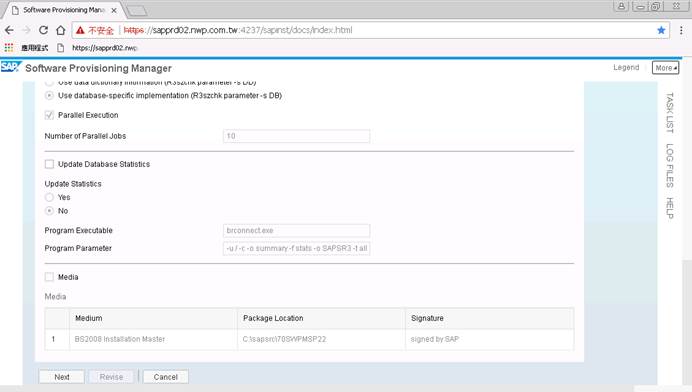 Software Provisioning Mana
不安全 https://sapprd02.nwp.com.tw:4237/sapinst/docs/index.html
應用程式 https://sapprd02.nwp
SAP Software Provisioning Manager Legend More
Use data dictionary information (R3szchk parameter -s DD)
Use database-specific implementation (R3szchk parameter -s DB)
Parallel Execution
Number of Parallel Jobs 10
Update Database Statistics
Update Statistics
Yes
No
Program Executable brconnect.exe
Program Parameter -u / -c -o summary -f stats -o SAPSR3 -t all
Media
Media
Medium Package Location Signature
1 BS2008 Installation Master C:\sapsrc\70SWPMSP22 signed by SAP
Next Revise Cancel
TASK LIST
LOG FILES
HELP